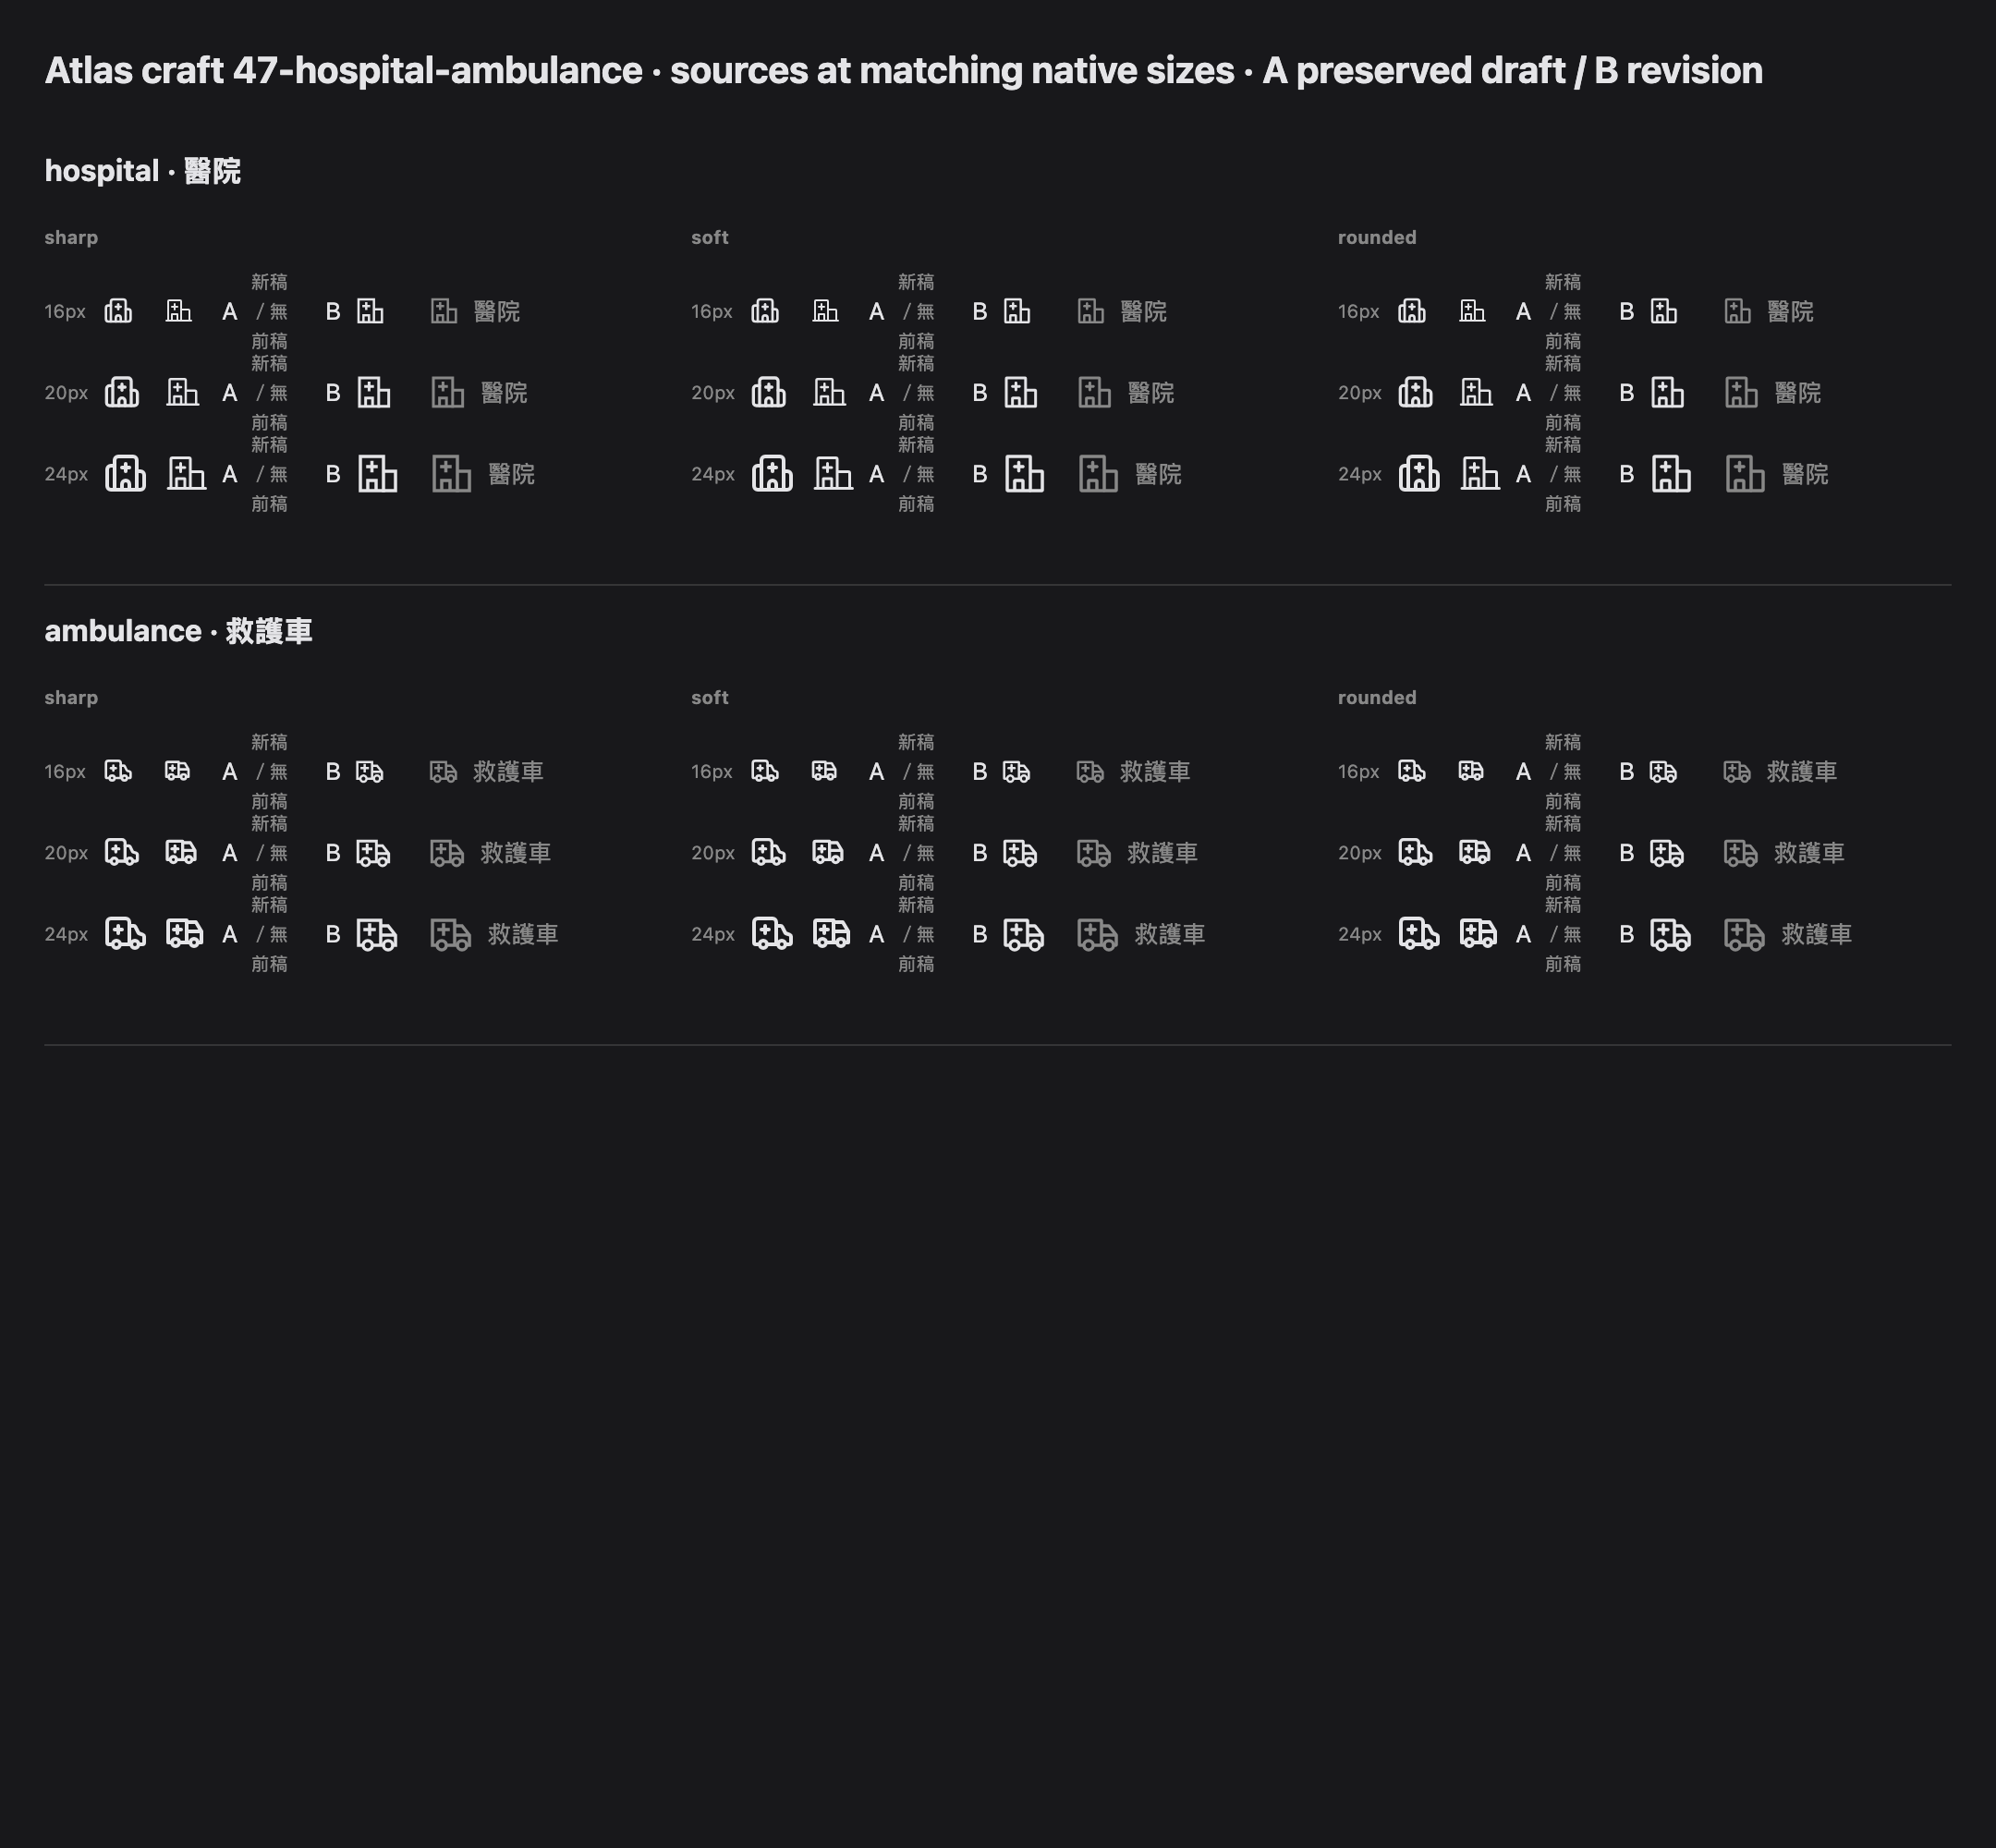 Atlas craft 47-hospital-ambulance · sources at matching native sizes · A preserved draft / B revision
hospital · 醫院
sharp
16px A 新稿 / 無前稿 B 醫院
20px A 新稿 / 無前稿 B 醫院
24px A 新稿 / 無前稿 B 醫院
soft
16px A 新稿 / 無前稿 B 醫院
20px A 新稿 / 無前稿 B 醫院
24px A 新稿 / 無前稿 B 醫院
rounded
16px A 新稿 / 無前稿 B 醫院
20px A 新稿 / 無前稿 B 醫院
24px A 新稿 / 無前稿 B 醫院
ambulance · 救護車
sharp
16px A 新稿 / 無前稿 B 救護車
20px A 新稿 / 無前稿 B 救護車
24px A 新稿 / 無前稿 B 救護車
soft
16px A 新稿 / 無前稿 B 救護車
20px A 新稿 / 無前稿 B 救護車
24px A 新稿 / 無前稿 B 救護車
rounded
16px A 新稿 / 無前稿 B 救護車
20px A 新稿 / 無前稿 B 救護車
24px A 新稿 / 無前稿 B 救護車